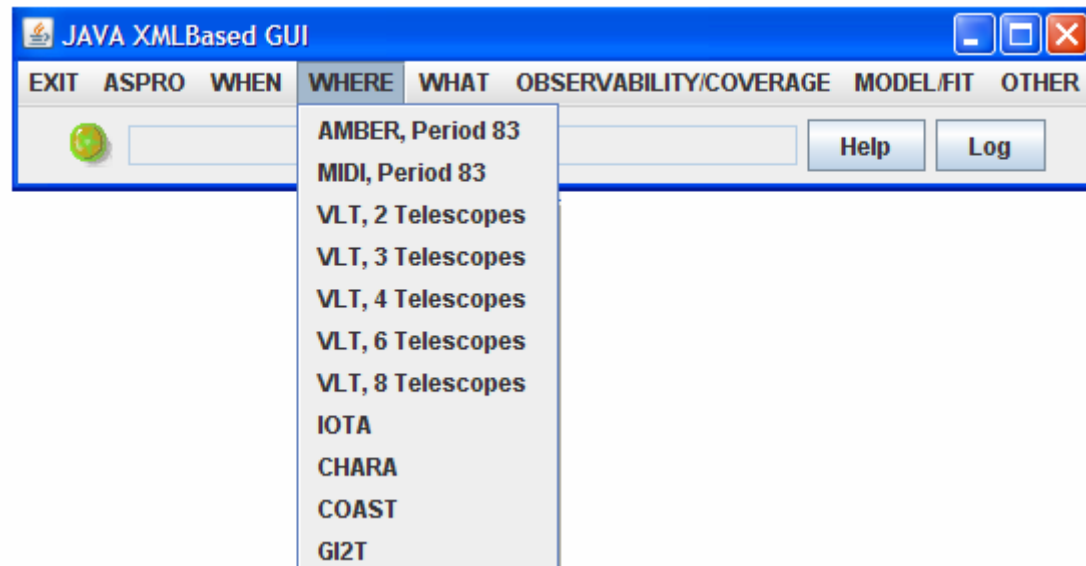 JAVA XMLBased GUI
EXIT ASPRO WHEN WHERE WHAT OBSERVABILITY/COVERAGE MODEL/FIT OTHER
Help Log
AMBER, Period 83
MIDI, Period 83
VLT, 2 Telescopes
VLT, 3 Telescopes
VLT, 4 Telescopes
VLT, 6 Telescopes
VLT, 8 Telescopes
IOTA
CHARA
COAST
GI2T